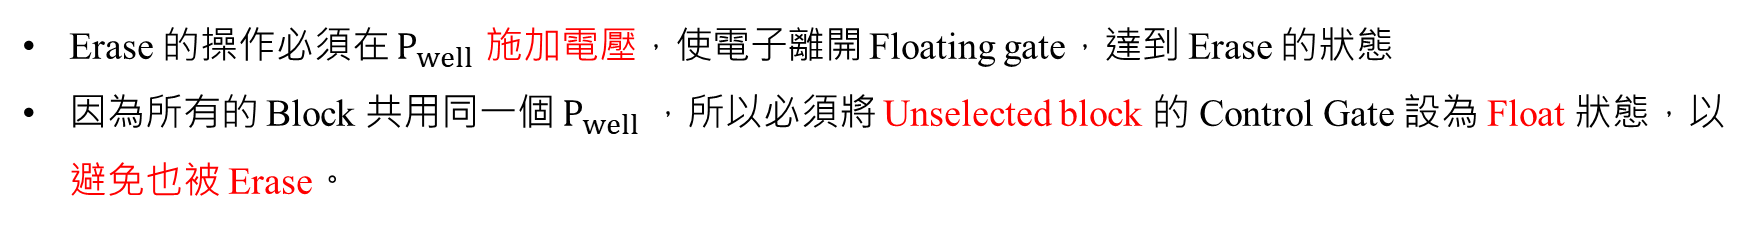 • Erase 的操作必須在 Pwell 施加電壓，使電子離開 Floating gate，達到 Erase 的狀態
• 因為所有的 Block 共用同一個 Pwell ，所以必須將 Unselected block 的 Control Gate 設為 Float 狀態，以
避免也被 Erase。